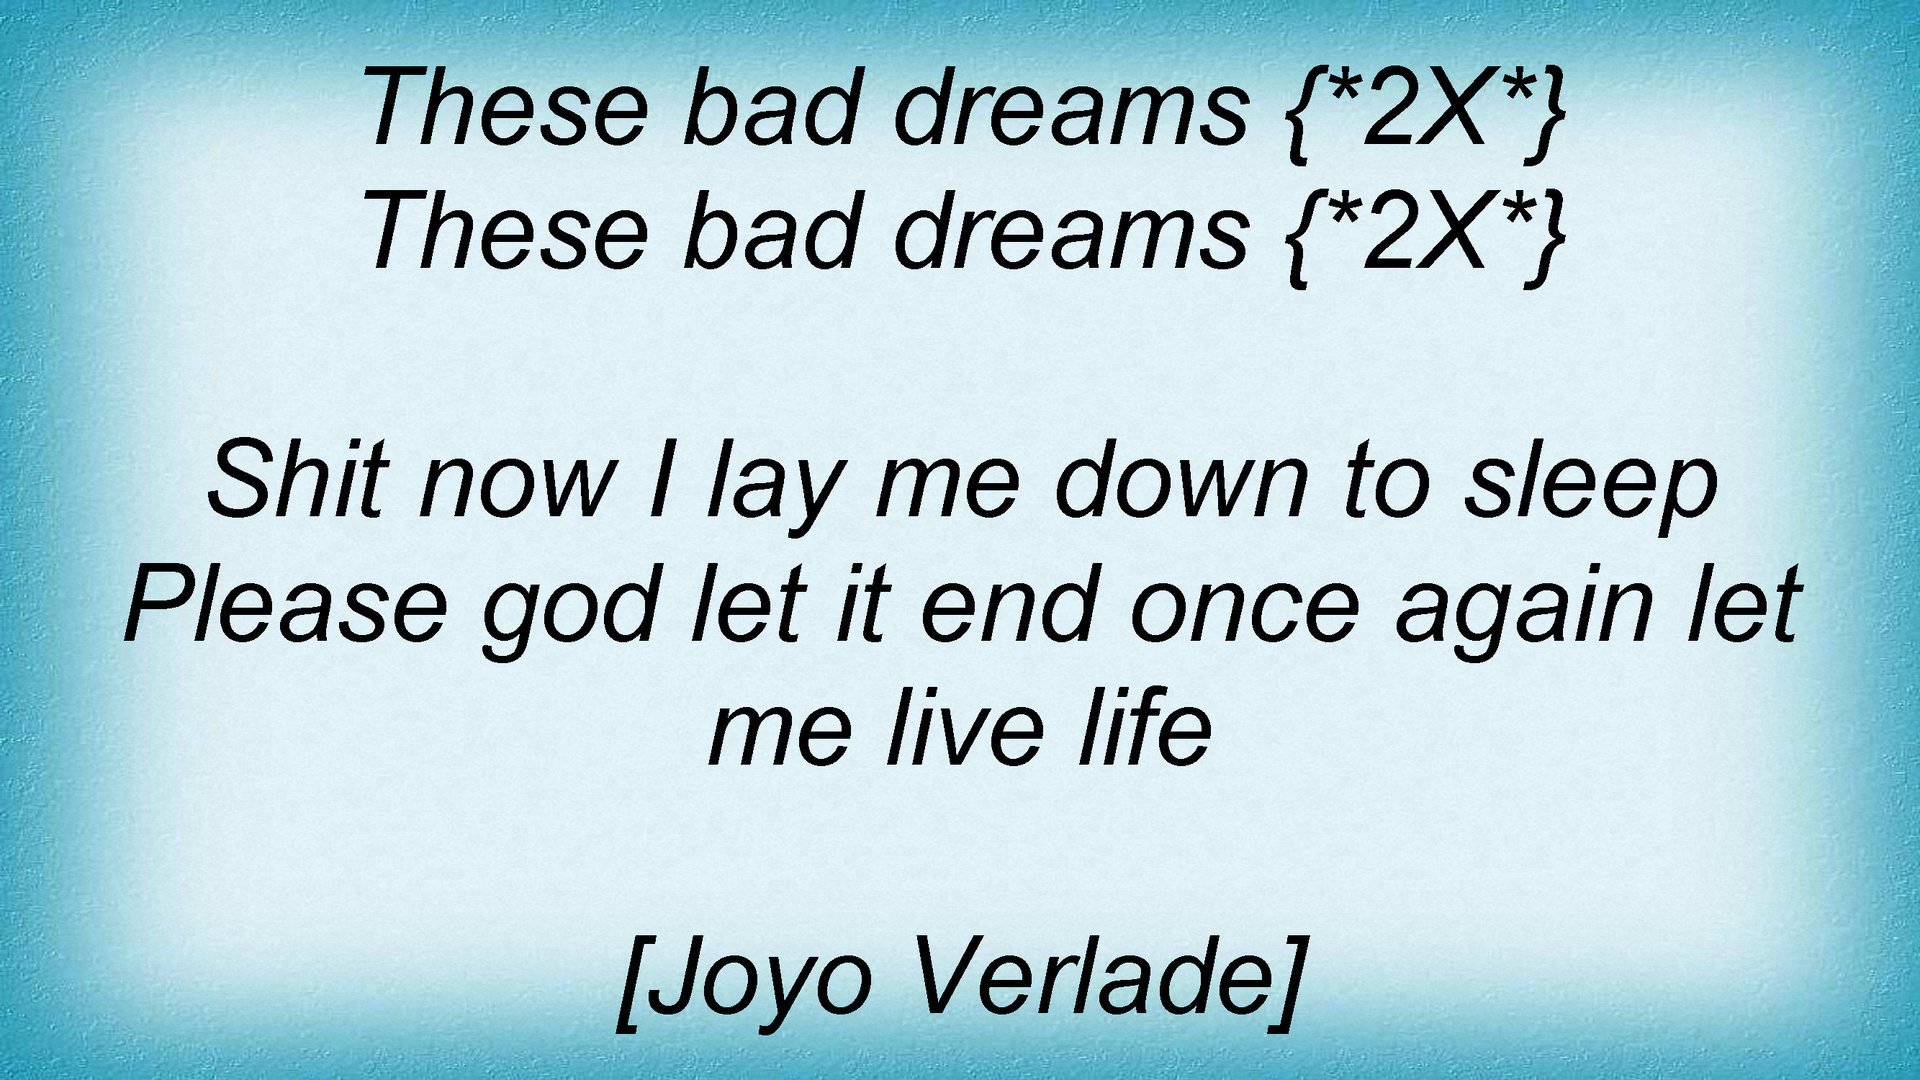 These bad dreams {*2X*}
These bad dreams {*2X*}
Shit now I lay me down to sleep
Please god let it end once again let
me live life
[Joyo Verlade]